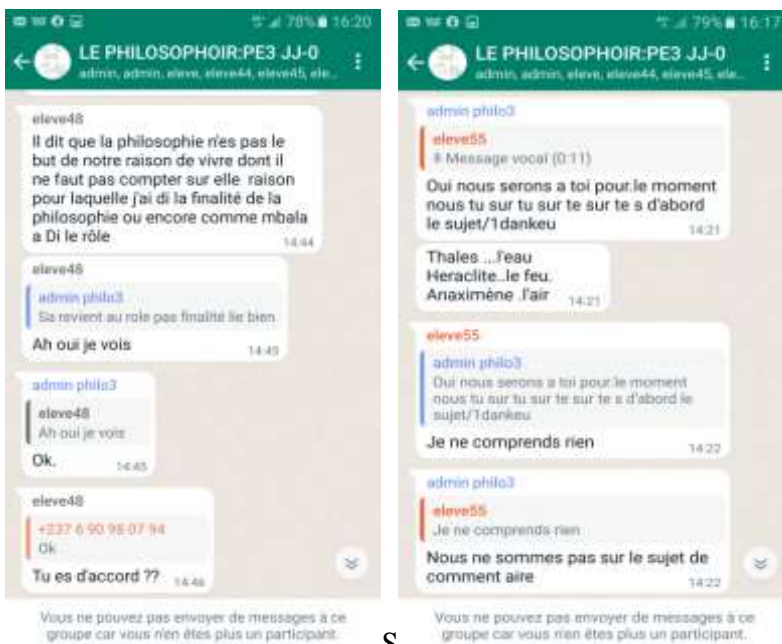 78% 16:20
LE PHILOSOPHOIR:PE3 JJ-0
admin, admin, eleve, eleve44, eleve45, ele...
eleve48
Il dit que la philosophie n'es pas le
but de notre raison de vivre dont il
ne faut pas compter sur elle raison
pour laquelle j'ai di la finalité de la
philosophie ou encore comme mbala
a Di le rôle
14:44
eleve48
admin philo3
Sa revient au role pas finalité lie bien.
Ah oui je vois
14:45
admin philo3
eleve48
Ah oui je vois
Ok.
14:45
eleve48
+237 6 90 98 07 94
Ok
Tu es d'accord ??
14:46
Vous ne pouvez pas envoyer de messages à ce
groupe car vous n'en êtes plus un participant.
S
79% 16:17
LE PHILOSOPHOIR:PE3 JJ-0
admin, admin, eleve, eleve44, eleve45, ele...
admin philo3
eleve55
Message vocal (0:11)
Oui nous serons a toi pour.le moment
nous tu sur tu sur te sur te s d'abord
le sujet/1dankeu
14:21
Thales ...l'eau
Heraclite..le feu.
Anaximène .l'air
14:21
eleve55
admin philo3
Oui nous serons a toi pour.le moment
nous tu sur tu sur te sur te s d'abord le
sujet/1dankeu
Je ne comprends rien
14:22
admin philo3
eleve55
Je ne comprends rien
Nous ne sommes pas sur le sujet de
comment aire
14:22
Vous ne pouvez pas envoyer de messages à ce
groupe car vous n'en êtes plus un participant.